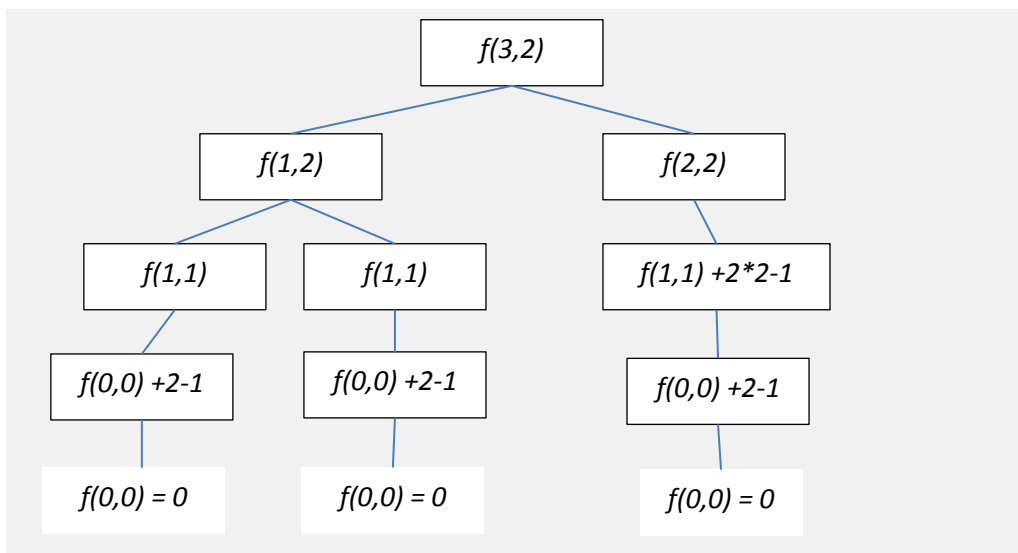 f(3,2)
f(1,2)
f(2,2)
f(1,1)
f(1,1)
f(1,1) +2*2-1
f(0,0) +2-1
f(0,0) +2-1
f(0,0) +2-1
f(0,0) = 0
f(0,0) = 0
f(0,0) = 0